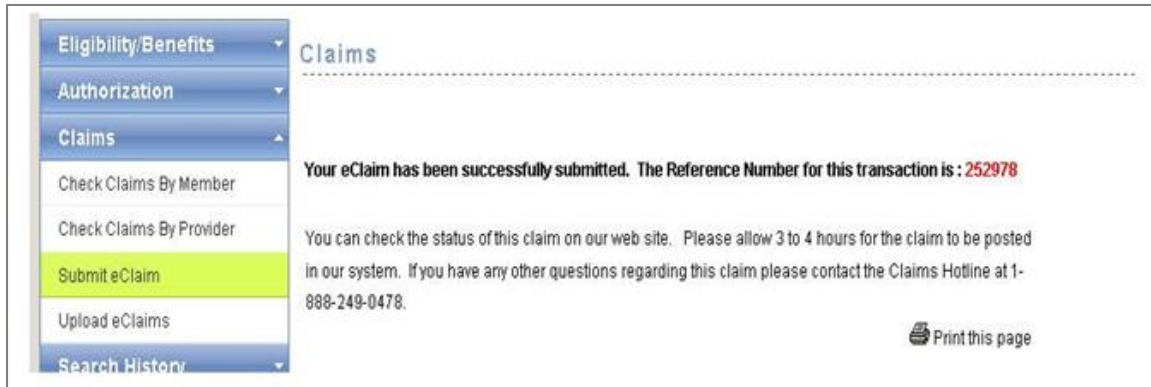 Eligibility/Benefits
Authorization
Claims
Check Claims By Member
Check Claims By Provider
Submit eClaim
Upload eClaims
Search History
Claims
Your eClaim has been successfully submitted. The Reference Number for this transaction is : 252978
You can check the status of this claim on our web site. Please allow 3 to 4 hours for the claim to be posted
in our system. If you have any other questions regarding this claim please contact the Claims Hotline at 1-
888-249-0478.
Print this page